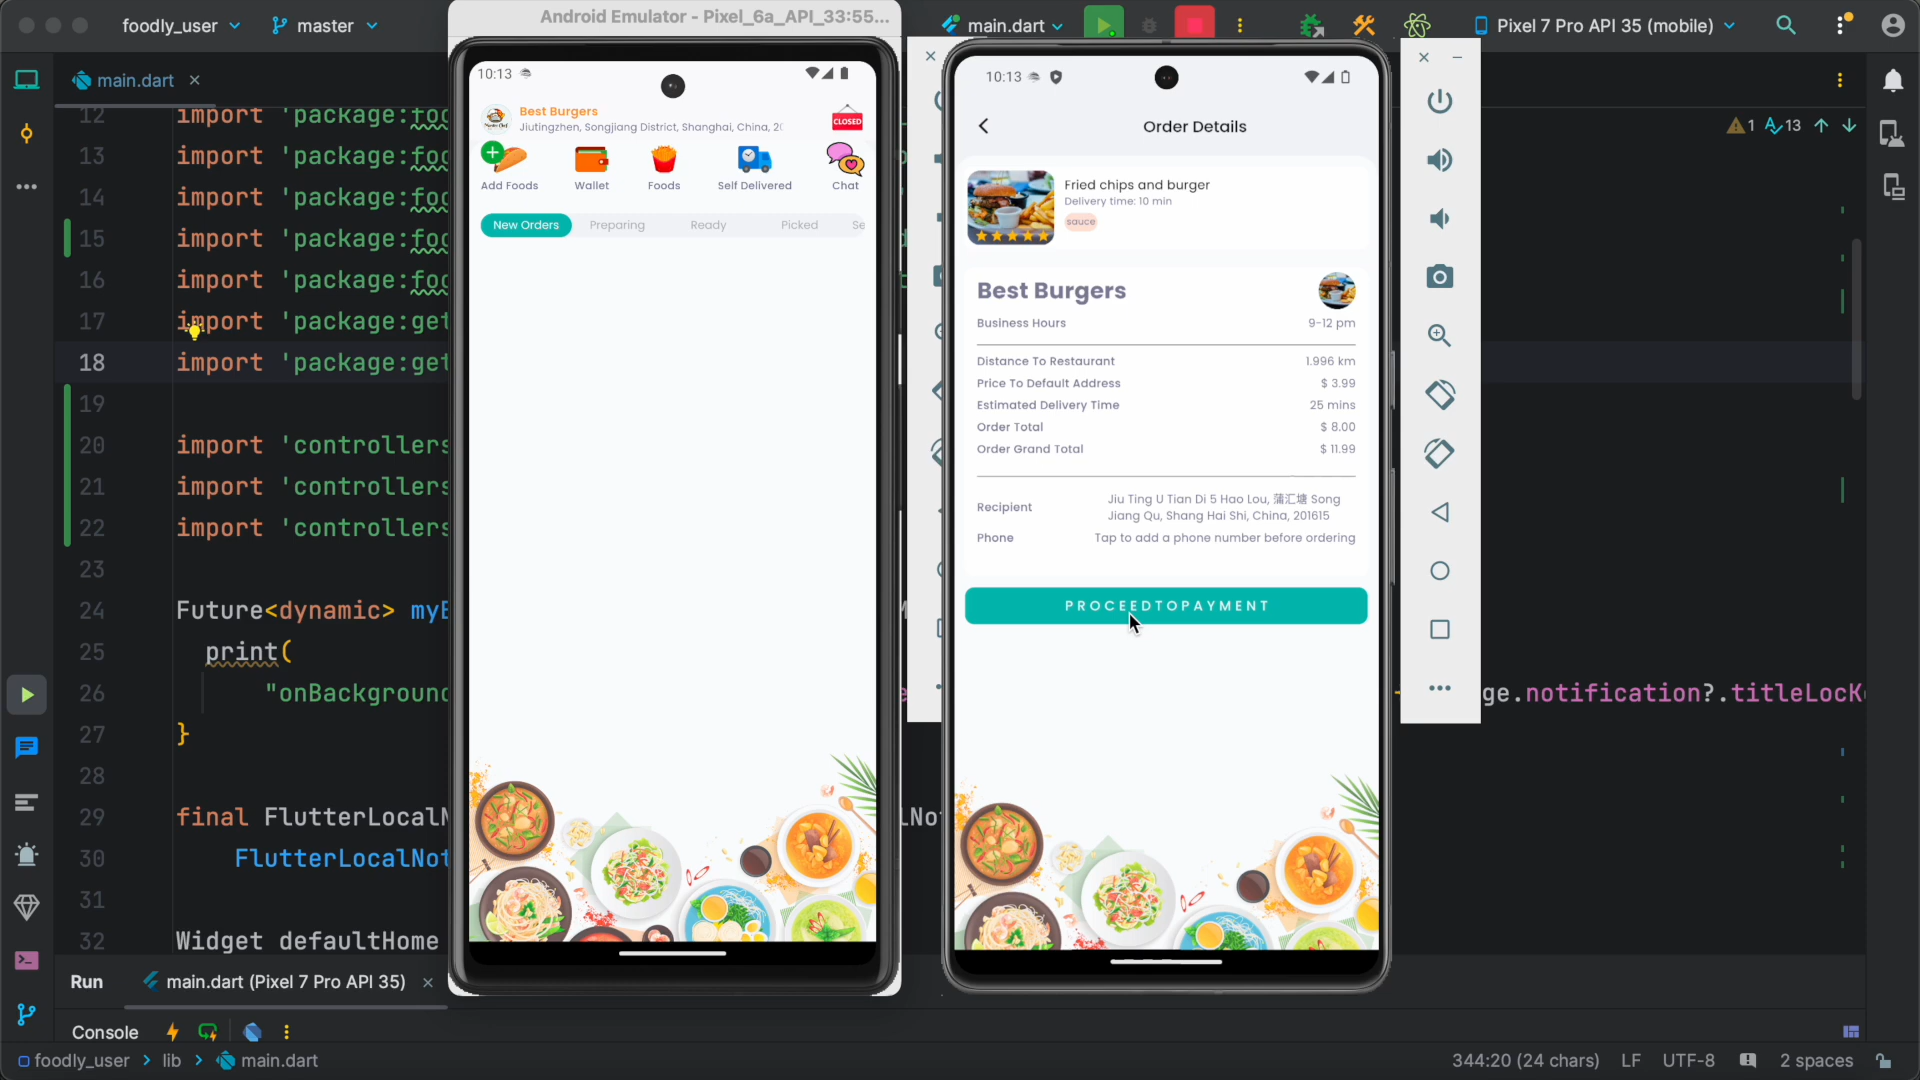 foodly_user
master
Android Emulator - Pixel_6a_API_33:55...
main.dart
Pixel 7 Pro API 35 (mobile)
main.dart
1
13
12 import 'package:foo
13 import 'package:foo
14 import 'package:foo
15 import 'package:foo
16 import 'package:foo
17 import 'package:get
18 import 'package:get
19
20 import 'controllers
21 import 'controllers
22 import 'controllers
23
24 Future<dynamic> myB
25 print(
26 "onBackground
ge.notification?.titleLocK
27 }
28
29 final FlutterLocalN
30 FlutterLocalNot
31
32 Widget defaultHome
10:13
Best Burgers
Jiutingzhen, Songjiang District, Shanghai, China, 20
CLOSED
Add Foods
Wallet
Foods
Self Delivered
Chat
New Orders
Preparing
Ready
Picked
Se
10:13
Order Details
Fried chips and burger
Delivery time: 10 min
sauce
Best Burgers
Business Hours
9-12 pm
Distance To Restaurant
1.996 km
Price To Default Address
$ 3.99
Estimated Delivery Time
25 mins
Order Total
$ 8.00
Order Grand Total
$ 11.99
Recipient
Jiu Ting U Tian Di 5 Hao Lou, 蒲汇塘 Song
Jiang Qu, Shang Hai Shi, China, 201615
Phone
Tap to add a phone number before ordering
PROCEEDTOPAYMENT
Run
main.dart (Pixel 7 Pro API 35)
Console
foodly_user > lib > main.dart
344:20 (24 chars)
LF
UTF-8
2 spaces